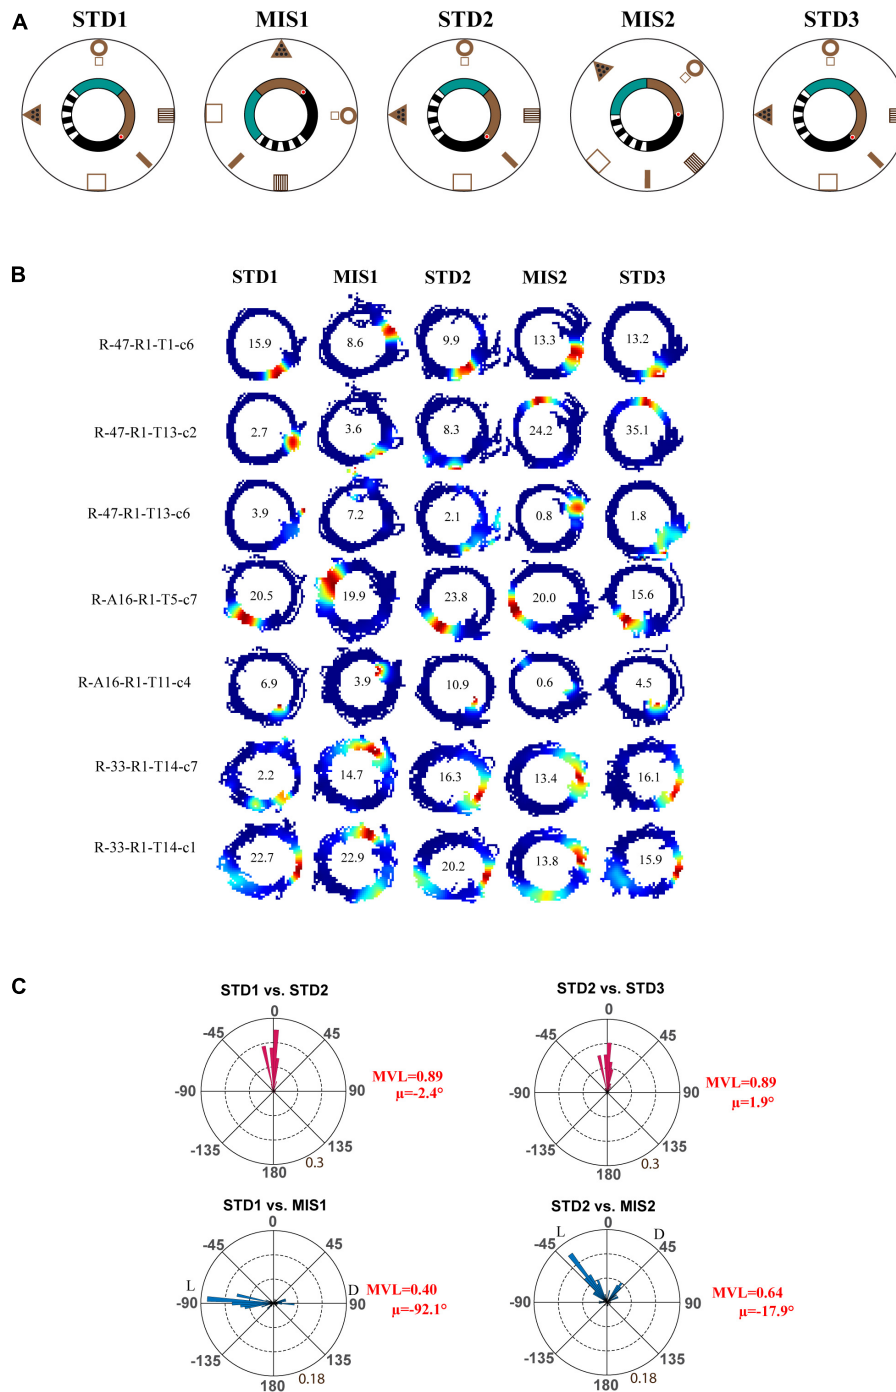 A
STD1 MIS1 STD2 MIS2 STD3
B
STD1 MIS1 STD2 MIS2 STD3
R-47-R1-T1-c6 15.9 8.6 9.9 13.3 13.2
R-47-R1-T13-c2 2.7 3.6 8.3 24.2 35.1
R-47-R1-T13-c6 3.9 7.2 2.1 0.8 1.8
R-A16-R1-T5-c7 20.5 19.9 23.8 20.0 15.6
R-A16-R1-T11-c4 6.9 3.9 10.9 0.6 4.5
R-33-R1-T14-c7 2.2 14.7 16.3 13.4 16.1
R-33-R1-T14-c1 22.7 22.9 20.2 13.8 15.9
C
STD1 vs. STD2
0
-45 45
-90 90
-135 135
180 0.3
MVL=0.89
μ=-2.4°
STD2 vs. STD3
0
-45 45
-90 90
-135 135
180 0.3
MVL=0.89
μ=1.9°
STD1 vs. MIS1
0
-45 45
L D
-90 90
-135 135
180 0.18
MVL=0.40
μ=-92.1°
STD2 vs. MIS2
0
L D
-45 45
-90 90
-135 135
180 0.18
MVL=0.64
μ=-17.9°